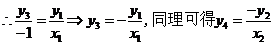 ∴ y₃/-1 = y₁/x₁ ⇒ y₃ = -y₁/x₁, 同理可得 y₄ = -y₂/x₂